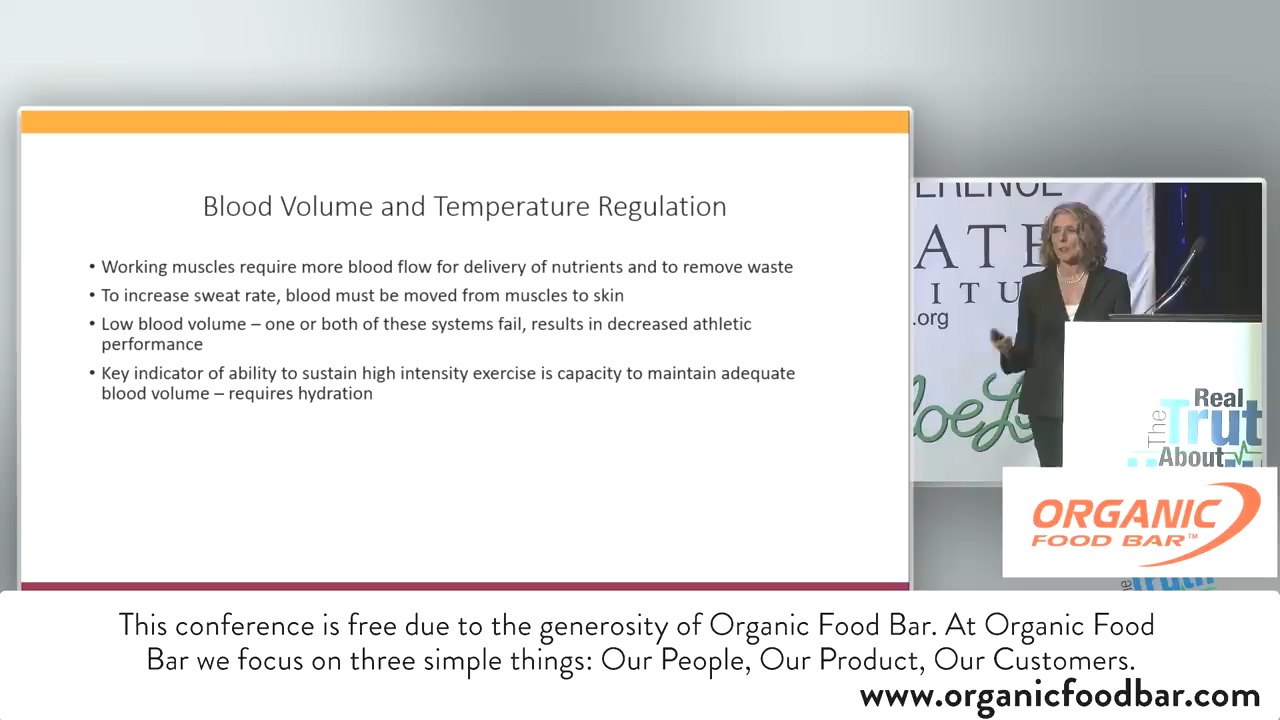 Blood Volume and Temperature Regulation
• Working muscles require more blood flow for delivery of nutrients and to remove waste
• To increase sweat rate, blood must be moved from muscles to skin
• Low blood volume – one or both of these systems fail, results in decreased athletic
performance
• Key indicator of ability to sustain high intensity exercise is capacity to maintain adequate
blood volume – requires hydration
ATE
ITU
.org
The
Real
Trut
About
ORGANIC
FOOD BAR™
This conference is free due to the generosity of Organic Food Bar. At Organic Food
Bar we focus on three simple things: Our People, Our Product, Our Customers.
www.organicfoodbar.com